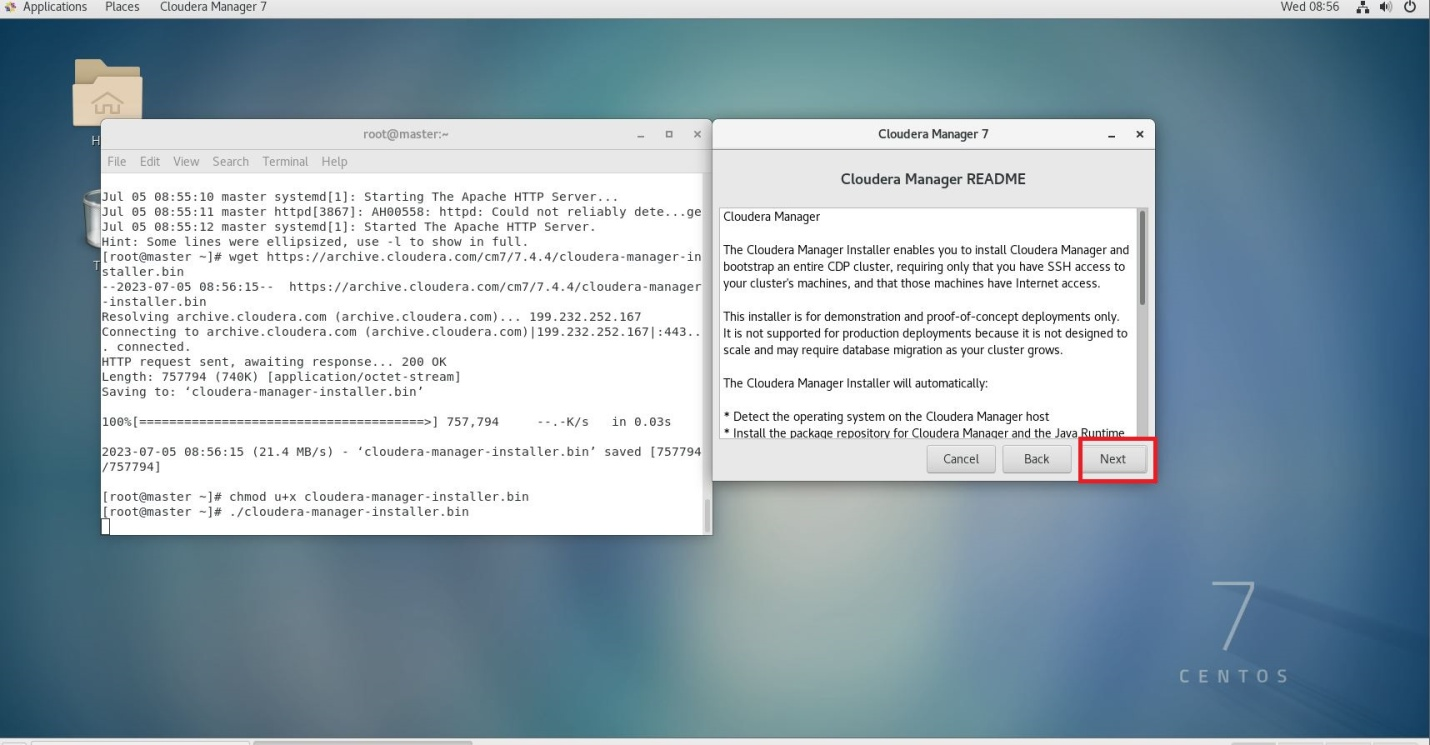 Applications Places Cloudera Manager 7 Wed 08:56
root@master:~
File Edit View Search Terminal Help
Jul 05 08:55:10 master systemd[1]: Starting The Apache HTTP Server...
Jul 05 08:55:11 master httpd[3867]: AH00558: httpd: Could not reliably dete...ge
Jul 05 08:55:12 master systemd[1]: Started The Apache HTTP Server.
Hint: Some lines were ellipsized, use -l to show in full.
[root@master ~]# wget https://archive.cloudera.com/cm7/7.4.4/cloudera-manager-in
staller.bin
--2023-07-05 08:56:15-- https://archive.cloudera.com/cm7/7.4.4/cloudera-manager
-installer.bin
Resolving archive.cloudera.com (archive.cloudera.com)... 199.232.252.167
Connecting to archive.cloudera.com (archive.cloudera.com)|199.232.252.167|:443..
. connected.
HTTP request sent, awaiting response... 200 OK
Length: 757794 (740K) [application/octet-stream]
Saving to: ‘cloudera-manager-installer.bin’
100%[======================================>] 757,794 --.-K/s in 0.03s
2023-07-05 08:56:15 (21.4 MB/s) - ‘cloudera-manager-installer.bin’ saved [757794
/757794]
[root@master ~]# chmod u+x cloudera-manager-installer.bin
[root@master ~]# ./cloudera-manager-installer.bin
Cloudera Manager 7
Cloudera Manager README
Cloudera Manager
The Cloudera Manager Installer enables you to install Cloudera Manager and
bootstrap an entire CDP cluster, requiring only that you have SSH access to
your cluster's machines, and that those machines have Internet access.
This installer is for demonstration and proof-of-concept deployments only.
It is not supported for production deployments because it is not designed to
scale and may require database migration as your cluster grows.
The Cloudera Manager Installer will automatically:
* Detect the operating system on the Cloudera Manager host
* Install the package repository for Cloudera Manager and the Java Runtime
Cancel Back Next
7
CENTOS